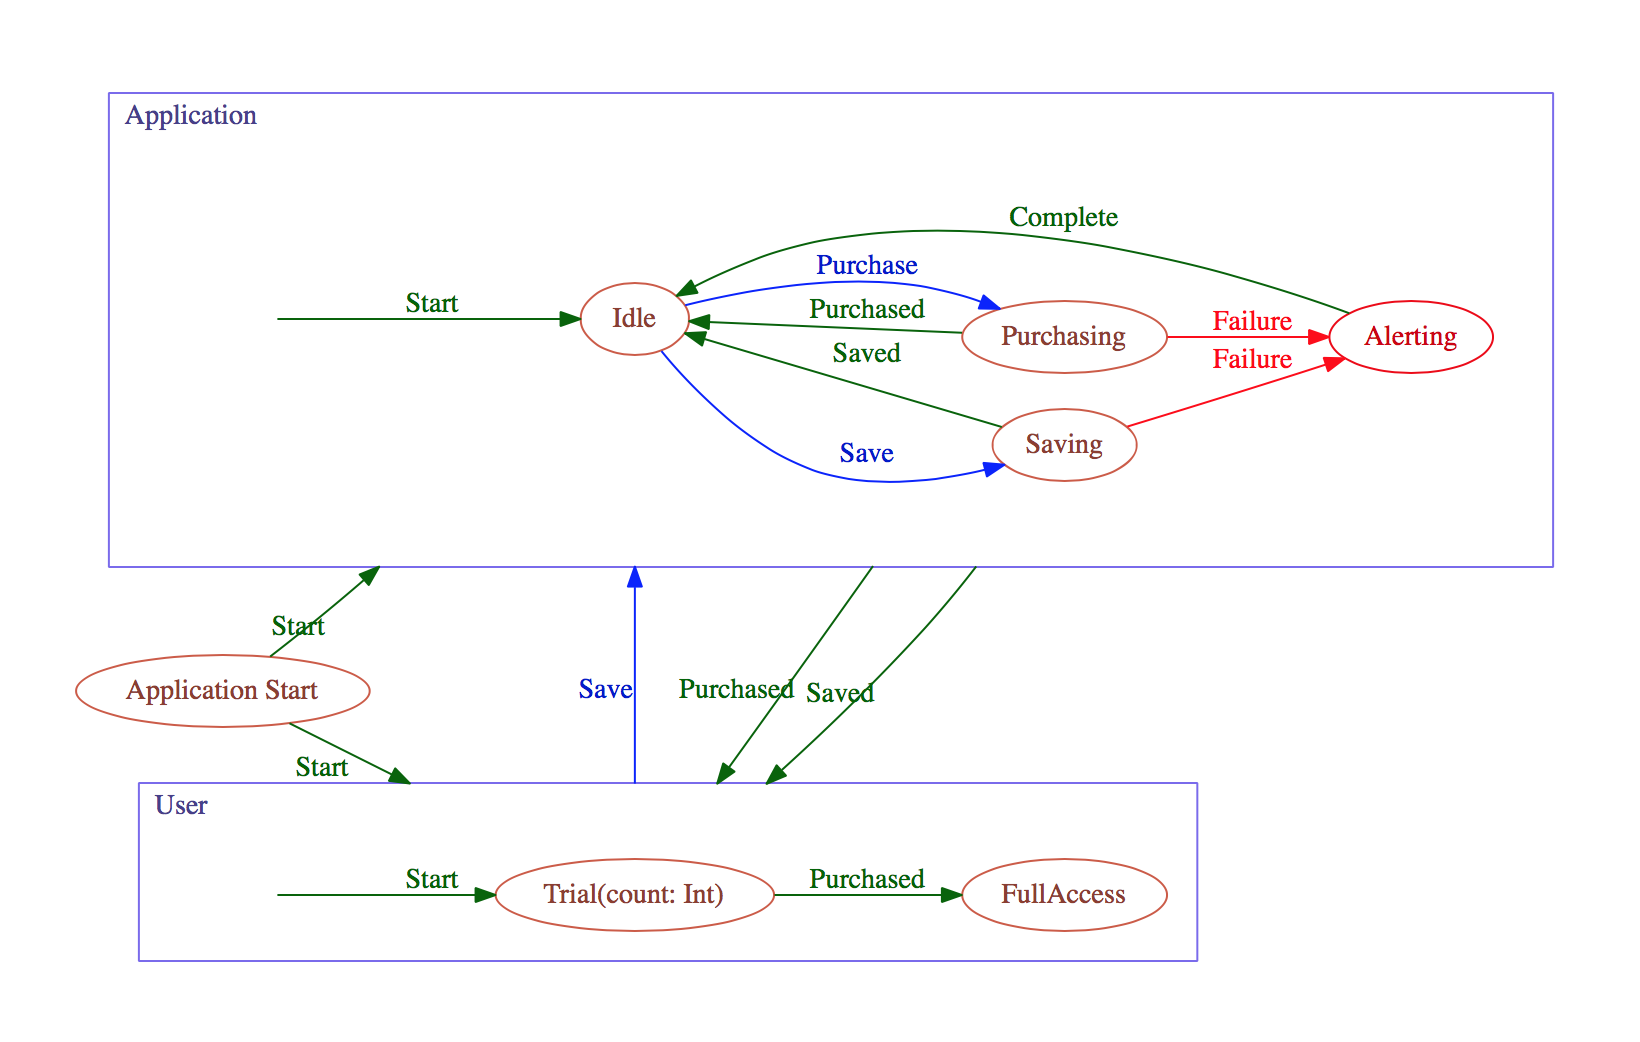 Application
Complete
Purchase
Start
Idle
Purchased
Purchasing
Failure
Alerting
Saved
Failure
Save
Saving
Start
Application Start
Save
Purchased
Saved
Start
User
Start
Trial(count: Int)
Purchased
FullAccess